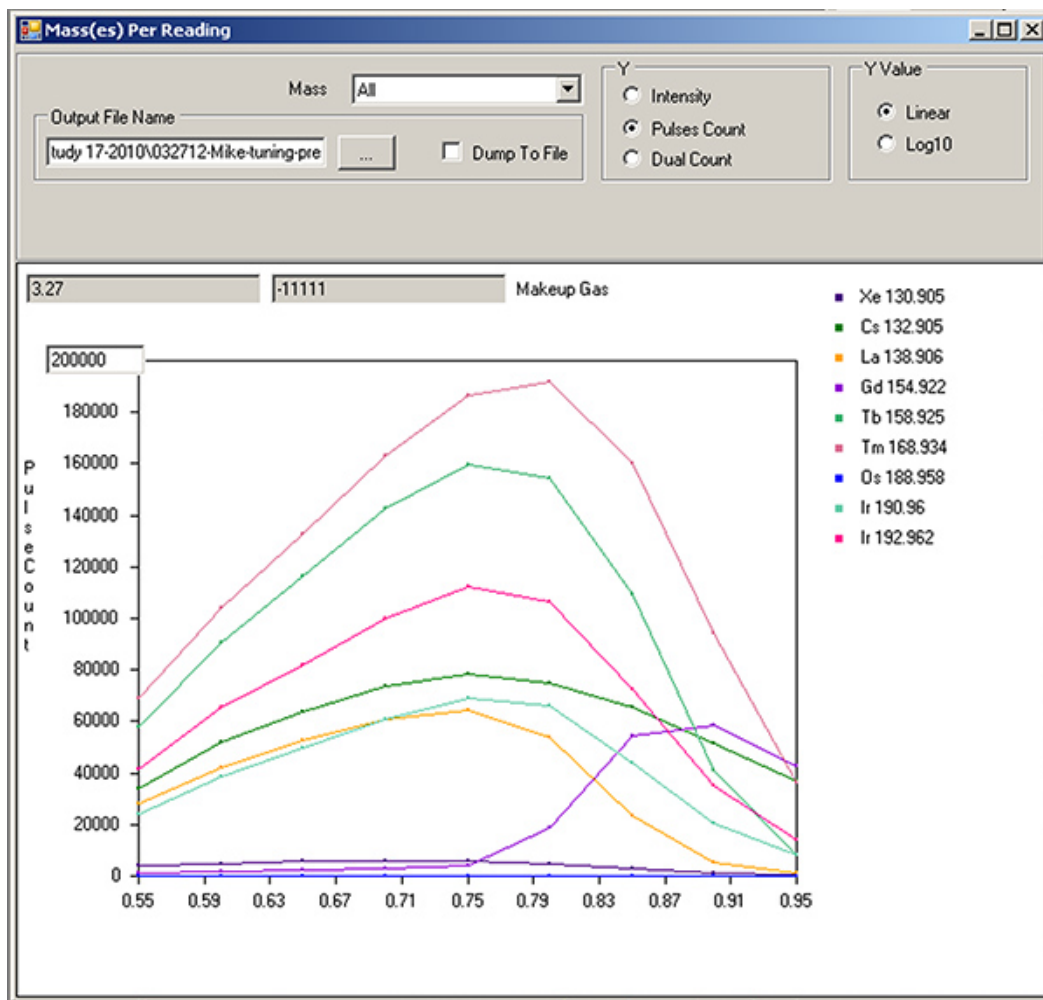 Mass(es) Per Reading
Mass All
Output File Name
tudy 17-2010\032712-Mike-tuning-pre ... Dump To File
Y
Intensity
Pulses Count
Dual Count
Y Value
Linear
Log10
3.27 -11111 Makeup Gas
Xe 130.905
Cs 132.905
La 138.906
Gd 154.922
Tb 158.925
Tm 168.934
Os 188.958
Ir 190.96
Ir 192.962
PulseCount
200000
180000
160000
140000
120000
100000
80000
60000
40000
20000
0
0.55 0.59 0.63 0.67 0.71 0.75 0.79 0.83 0.87 0.91 0.95